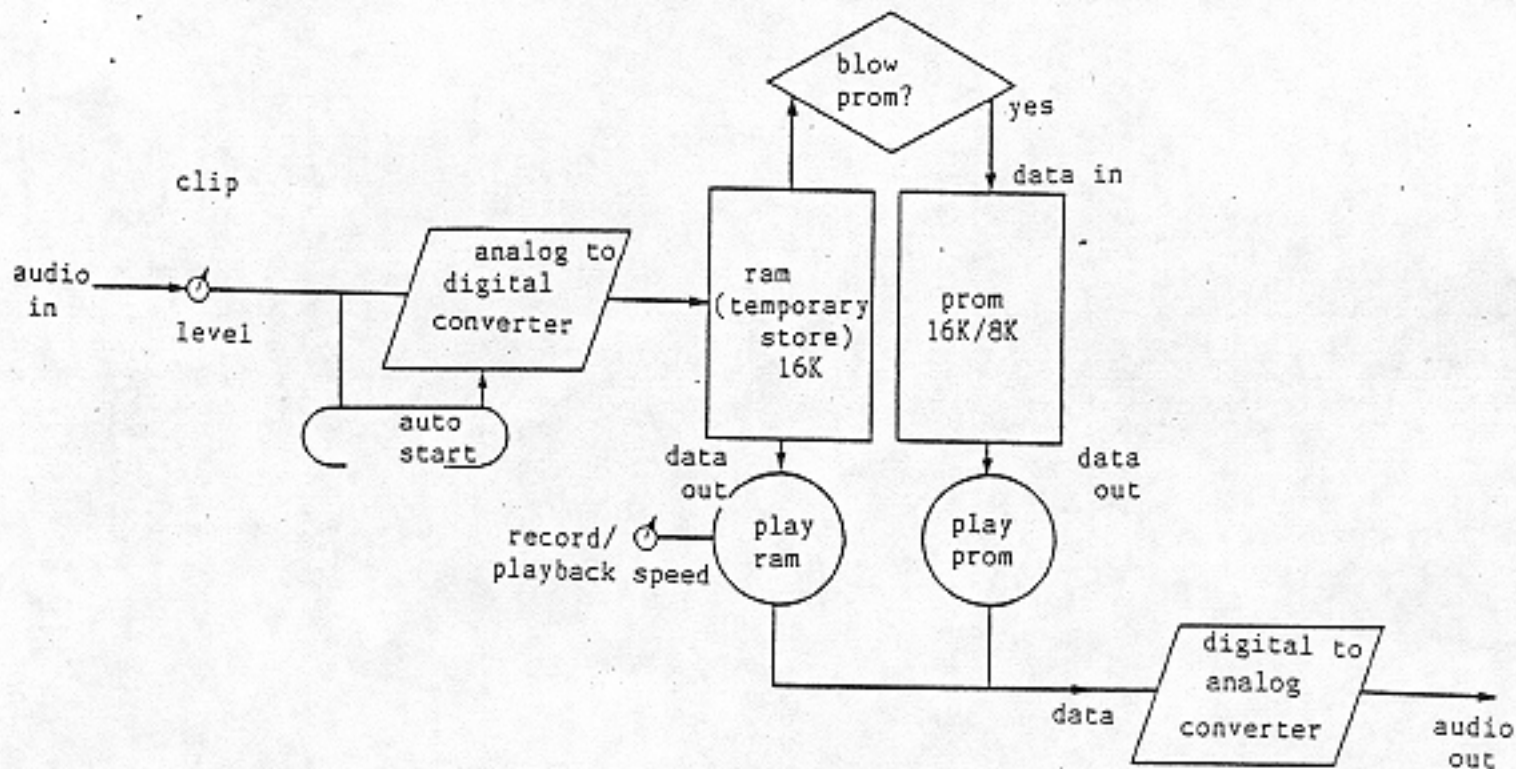 blow
prom?
yes
data in
clip
audio
in
level
analog to
digital
converter
auto
start
ram
(temporary
store)
16K
prom
16K/8K
data
out
data
out
record/
playback speed
play
ram
play
prom
data
digital to
analog
converter
audio
out